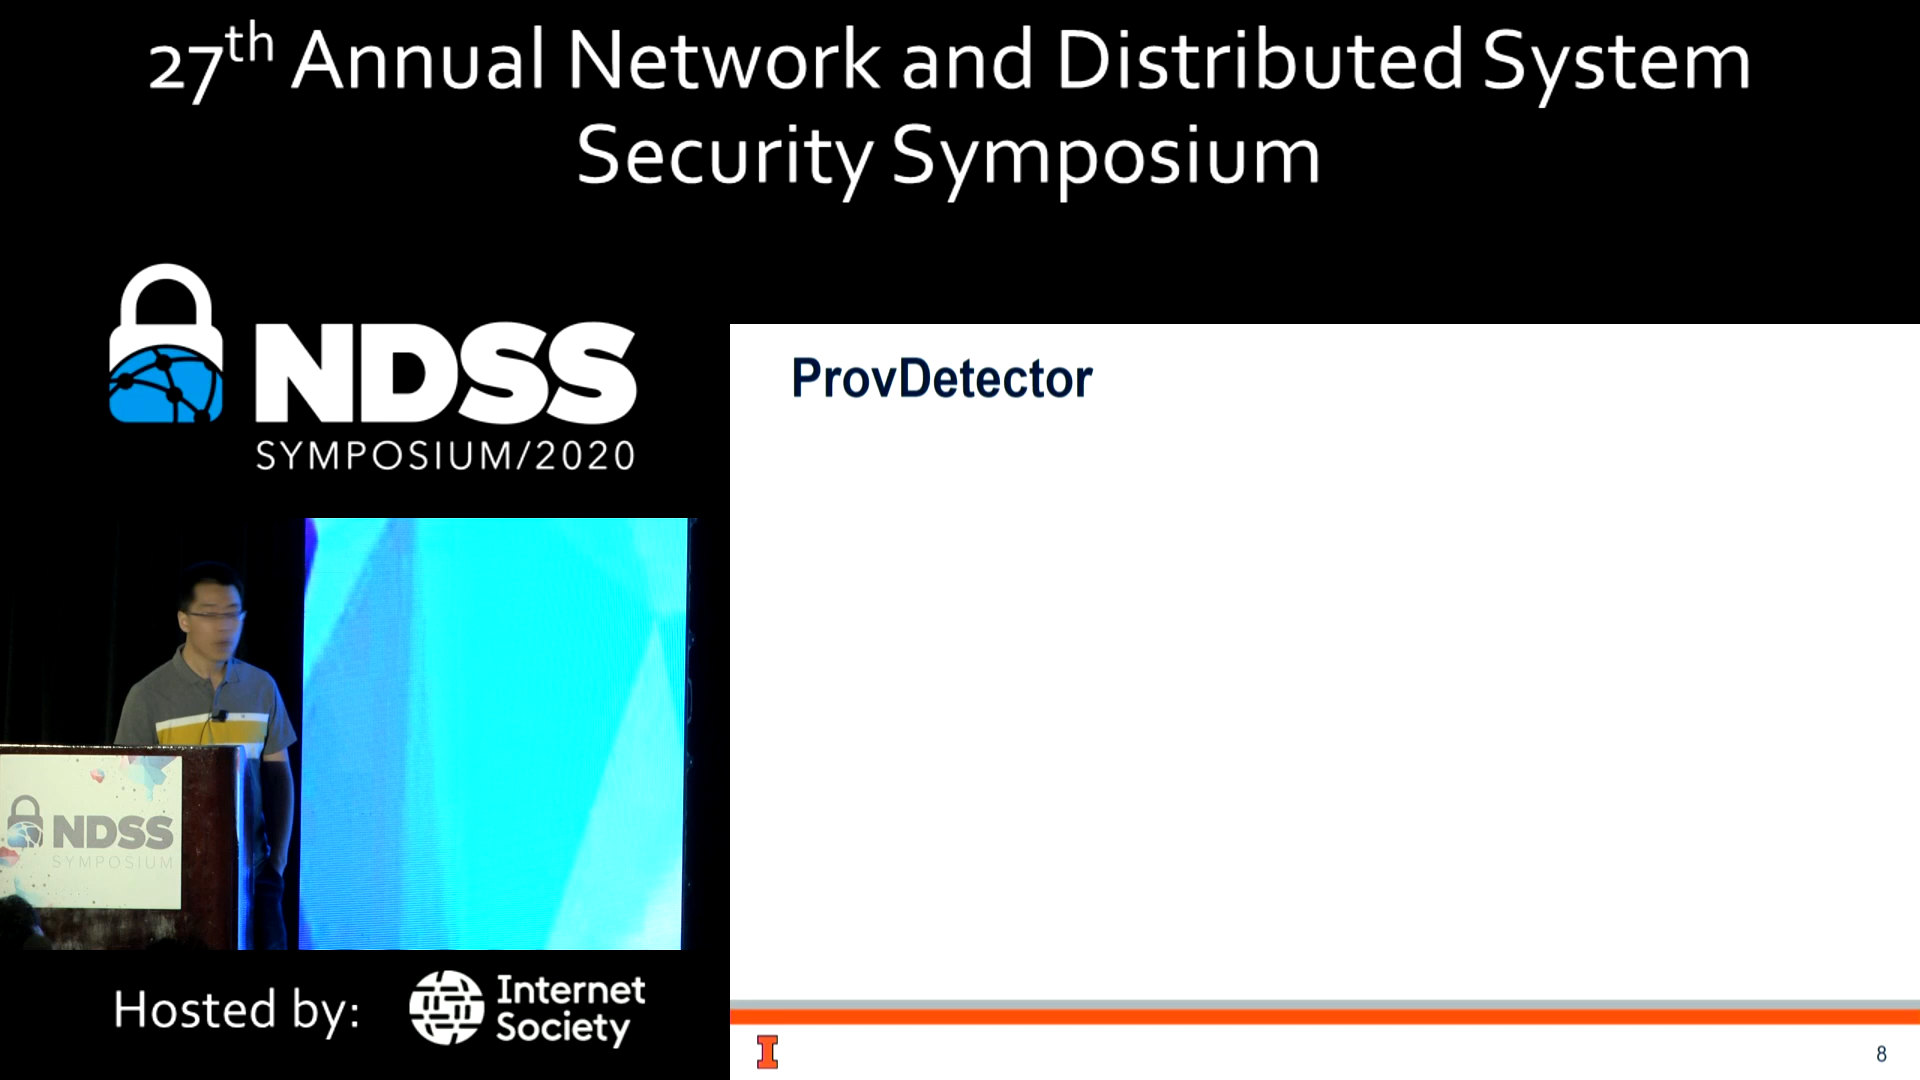 27th Annual Network and Distributed System
Security Symposium
NDSS
SYMPOSIUM/2020
ProvDetector
NDSS
SYMPOSIUM
Hosted by:
Internet
Society
I
8